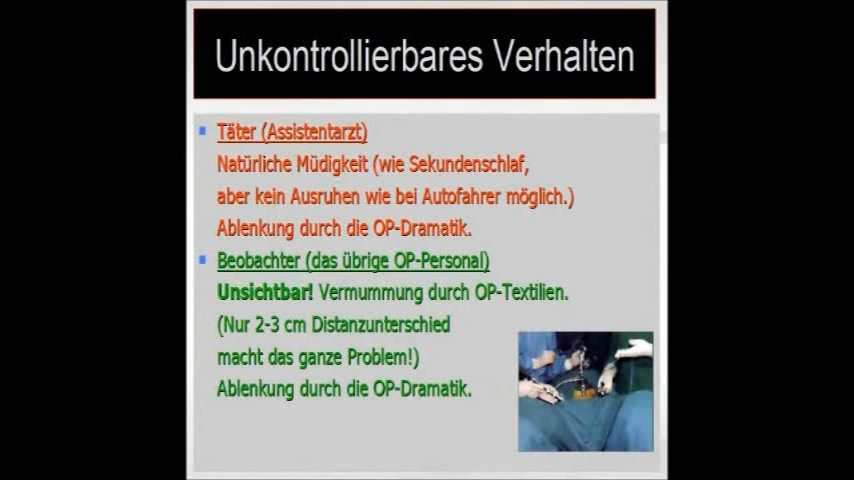 Unkontrollierbares Verhalten
Täter (Assistentarzt)
Natürliche Müdigkeit (wie Sekundenschlaf,
aber kein Ausruhen wie bei Autofahrer möglich.)
Ablenkung durch die OP-Dramatik.
Beobachter (das übrige OP-Personal)
Unsichtbar! Vermummung durch OP-Textilien.
(Nur 2-3 cm Distanzunterschied
macht das ganze Problem!)
Ablenkung durch die OP-Dramatik.